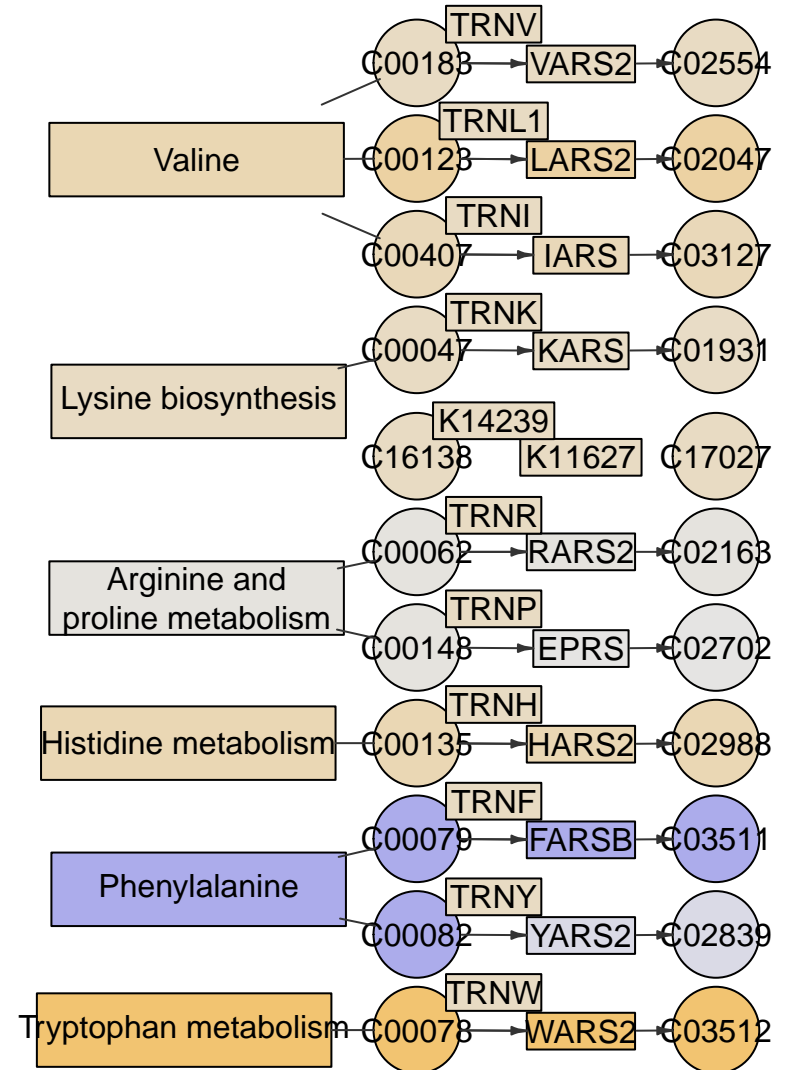 TRNV
C00183
VARS2
C02554
TRNL1
Valine
C00123
LARS2
C02047
TRNI
C00407
IARS
C03127
TRNK
C00047
KARS
C01931
Lysine biosynthesis
K14239
C16138
K11627
C17027
TRNR
C00062
RARS2
C02163
Arginine and
proline metabolism
TRNP
C00148
EPRS
C02702
TRNH
Histidine metabolism
C00135
HARS2
C02988
TRNF
C00079
FARSB
C03511
Phenylalanine
TRNY
C00082
YARS2
C02839
TRNW
Tryptophan metabolism
C00078
WARS2
C03512